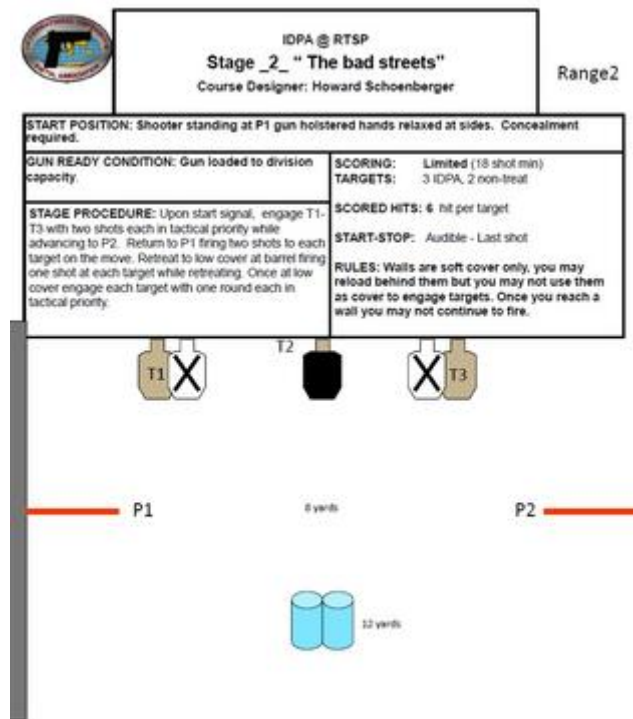 IDPA @ RTSP
Stage _2_ “ The bad streets”
Course Designer: Howard Schoenberger
Range2
START POSITION: Shooter standing at P1 gun holstered hands relaxed at sides. Concealment
required.
GUN READY CONDITION: Gun loaded to division
capacity.
STAGE PROCEDURE: Upon start signal, engage T1-
T3 with two shots each in tactical priority while
advancing to P2. Return to P1 firing two shots to each
target on the move. Retreat to low cover at barrel firing
one shot at each target while retreating. Once at low
cover engage each target with one round each in
tactical priority.
SCORING: Limited (18 shot min)
TARGETS: 3 IDPA, 2 non-treat
SCORED HITS: 6 hit per target
START-STOP: Audible - Last shot
RULES: Walls are soft cover only, you may
reload behind them but you may not use them
as cover to engage targets. Once you reach a
wall you may not continue to fire.
T1
X
T2
X
T3
P1
8 yards
P2
12 yards